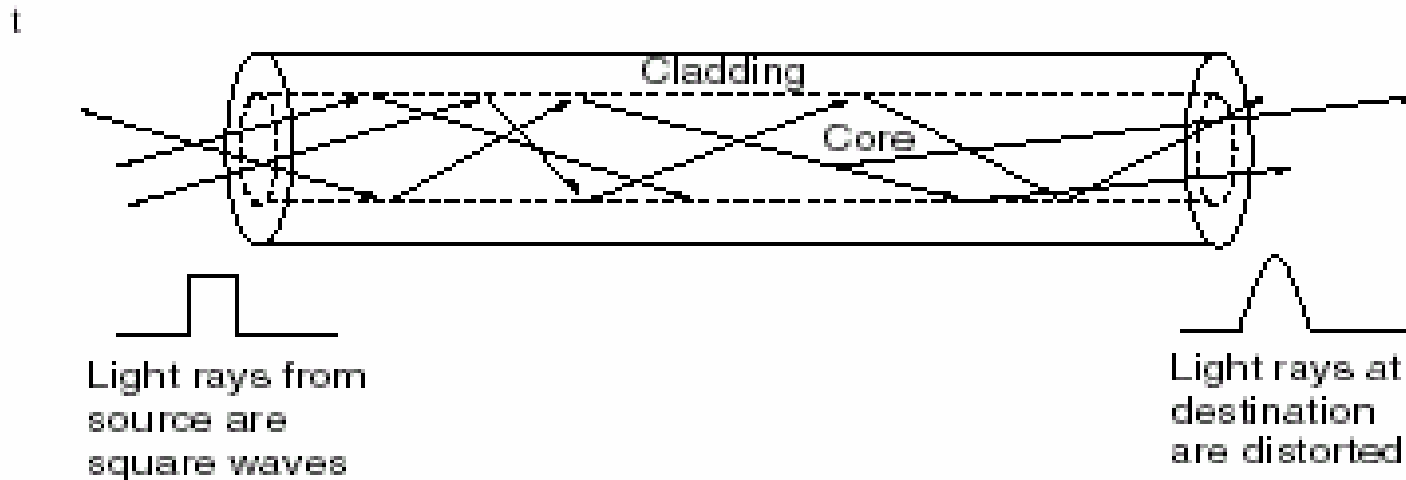 t
Cladding
Core
Light rays from
source are
square waves
Light rays at
destination
are distorted